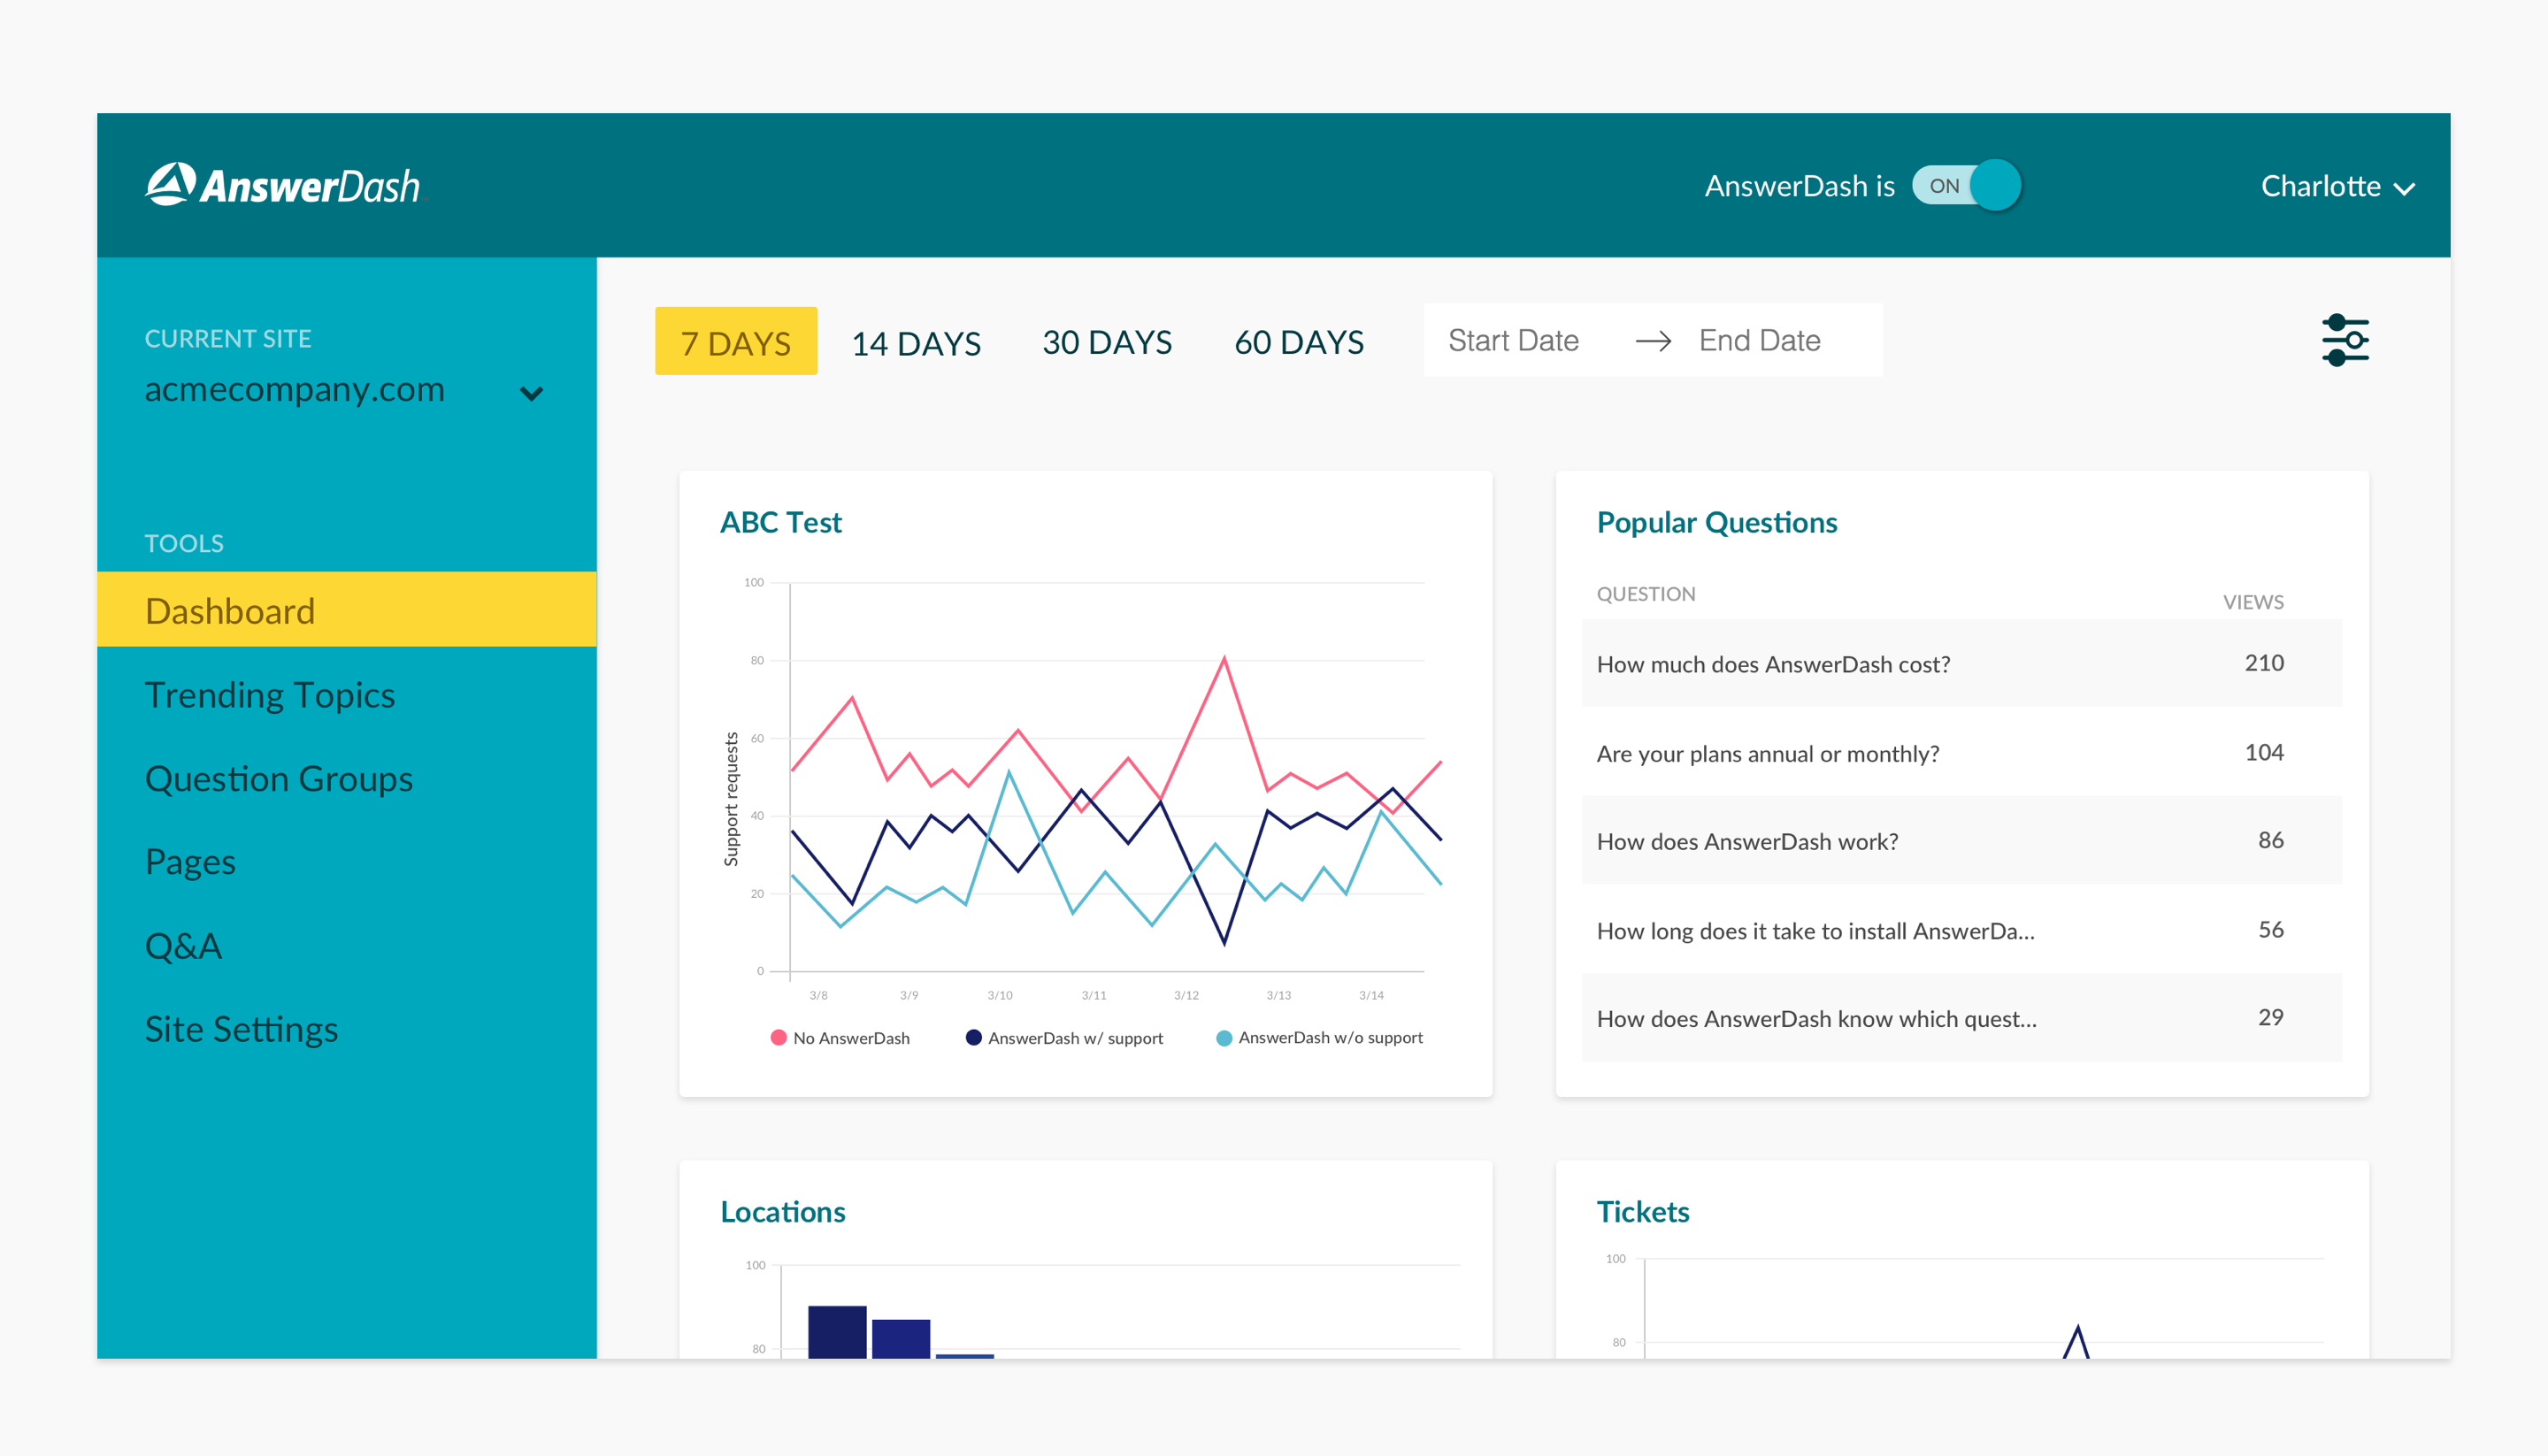 AnswerDash
AnswerDash is ON
Charlotte
CURRENT SITE
acmecompany.com
TOOLS
Dashboard
Trending Topics
Question Groups
Pages
Q&A
Site Settings
7 DAYS 14 DAYS 30 DAYS 60 DAYS Start Date → End Date
ABC Test
Support requests
100
80
60
40
20
0
3/8 3/9 3/10 3/11 3/12 3/13 3/14
No AnswerDash AnswerDash w/ support AnswerDash w/o support
Popular Questions
QUESTION VIEWS
How much does AnswerDash cost? 210
Are your plans annual or monthly? 104
How does AnswerDash work? 86
How long does it take to install AnswerDa... 56
How does AnswerDash know which quest... 29
Locations
100
80
Tickets
100
80